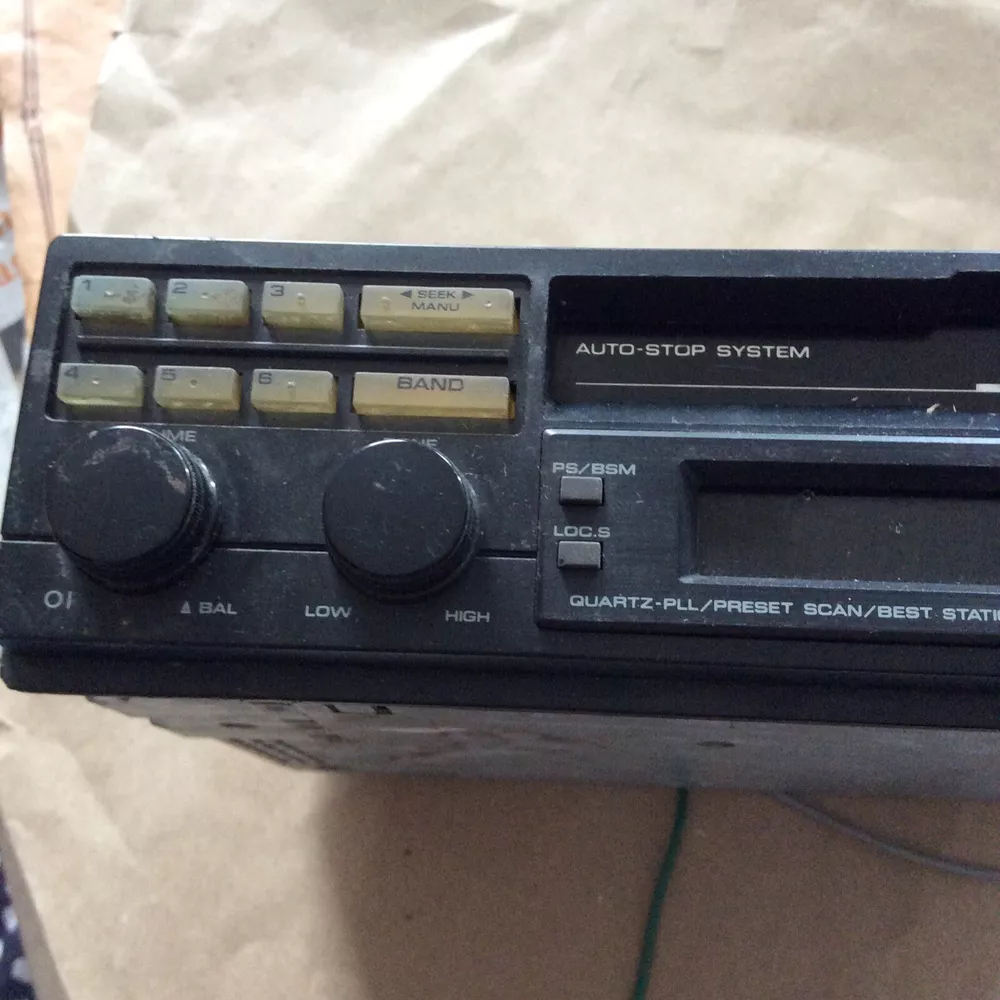 1 2 3 ◄ SEEK ►
MANU
4 5 6 BAND
AUTO-STOP SYSTEM
PS/BSM
LOC.S
▲ BAL
LOW HIGH
QUARTZ-PLL/PRESET SCAN/BEST